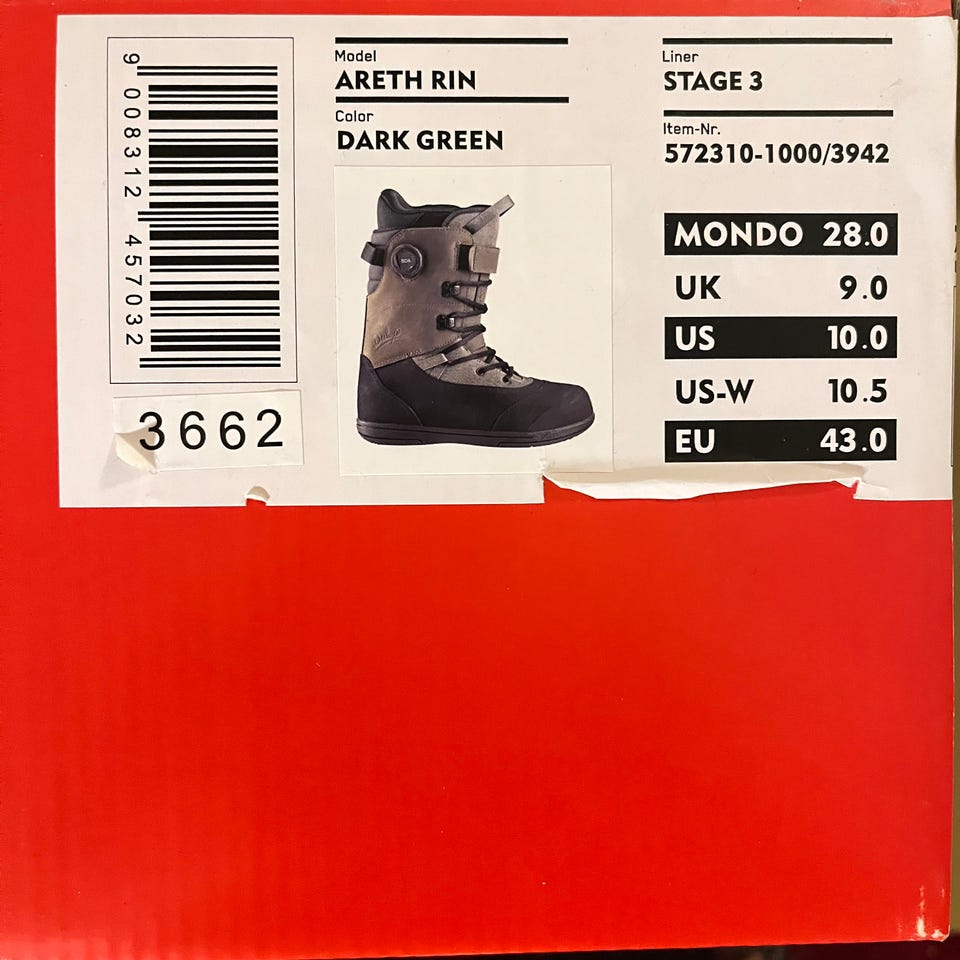 9 008312 457032
3662
Model
ARETH RIN
Color
DARK GREEN
BOA
Liner
STAGE 3
Item-Nr.
572310-1000/3942
MONDO 28.0
UK 9.0
US 10.0
US-W 10.5
EU 43.0